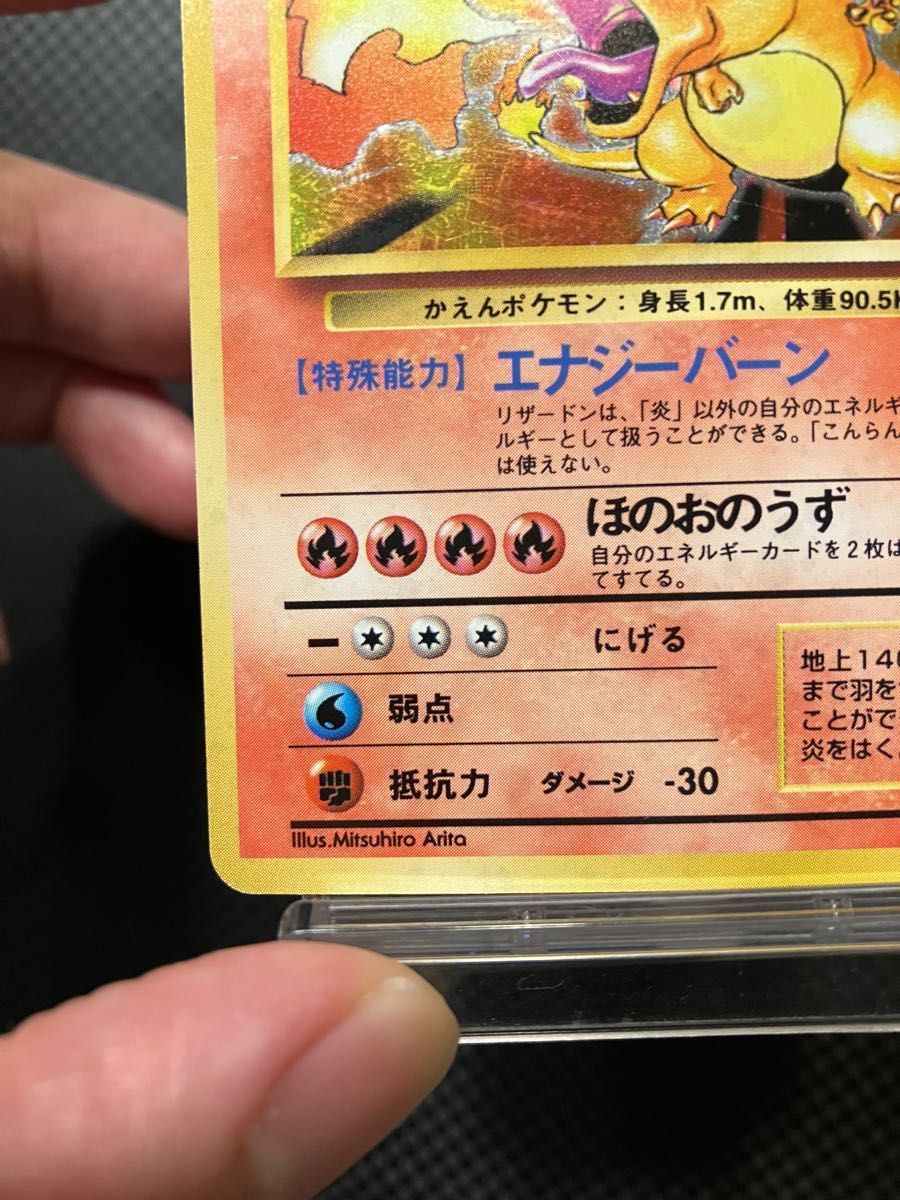 かえんポケモン：身長1.7m、体重90.5k
【特殊能力】 エナジーバーン
リザードンは、「炎」以外の自分のエネルギ
ルギーとして扱うことができる。「こんらん
は使えない。
ほのおのうず
自分のエネルギーカードを2枚は
てすてる。
ー にげる
弱点
抵抗力 ダメージ -30
地上140
まで羽を
ことがで
炎をはく
Illus.Mitsuhiro Arita